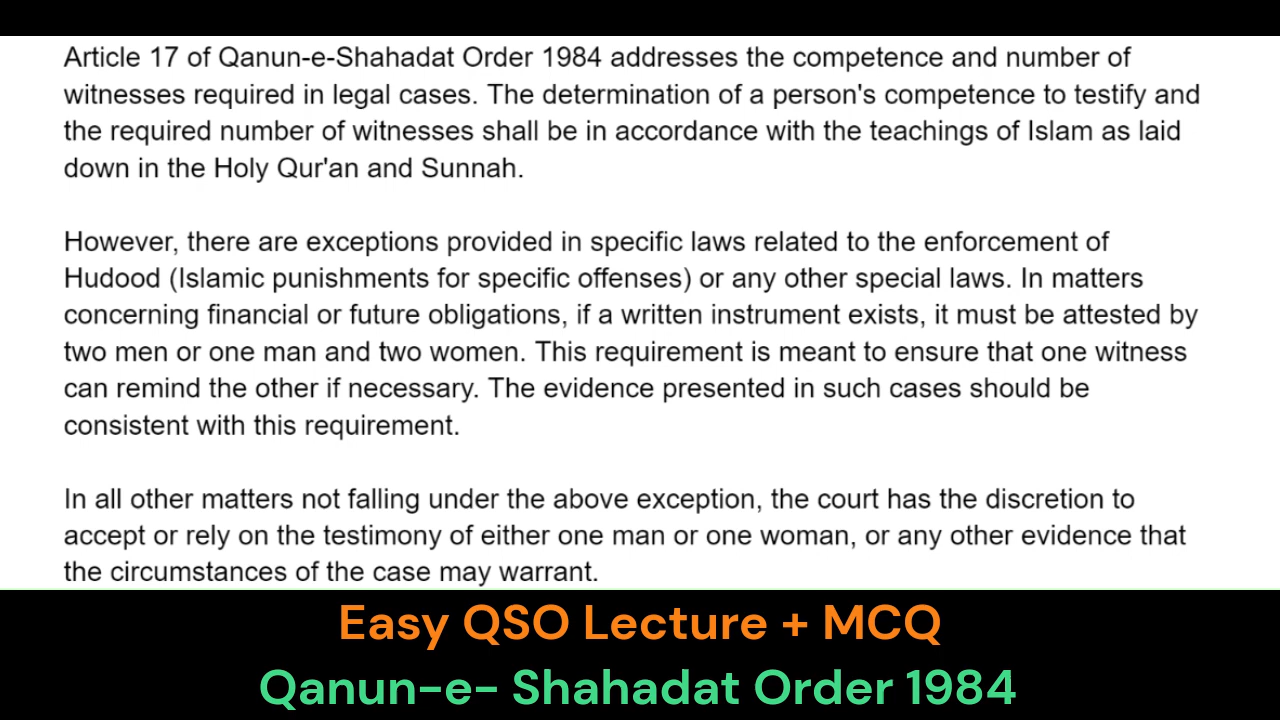 Article 17 of Qanun-e-Shahadat Order 1984 addresses the competence and number of
witnesses required in legal cases. The determination of a person's competence to testify and
the required number of witnesses shall be in accordance with the teachings of Islam as laid
down in the Holy Qur'an and Sunnah.
However, there are exceptions provided in specific laws related to the enforcement of
Hudood (Islamic punishments for specific offenses) or any other special laws. In matters
concerning financial or future obligations, if a written instrument exists, it must be attested by
two men or one man and two women. This requirement is meant to ensure that one witness
can remind the other if necessary. The evidence presented in such cases should be
consistent with this requirement.
In all other matters not falling under the above exception, the court has the discretion to
accept or rely on the testimony of either one man or one woman, or any other evidence that
the circumstances of the case may warrant.
Easy QSO Lecture + MCQ
Qanun-e- Shahadat Order 1984